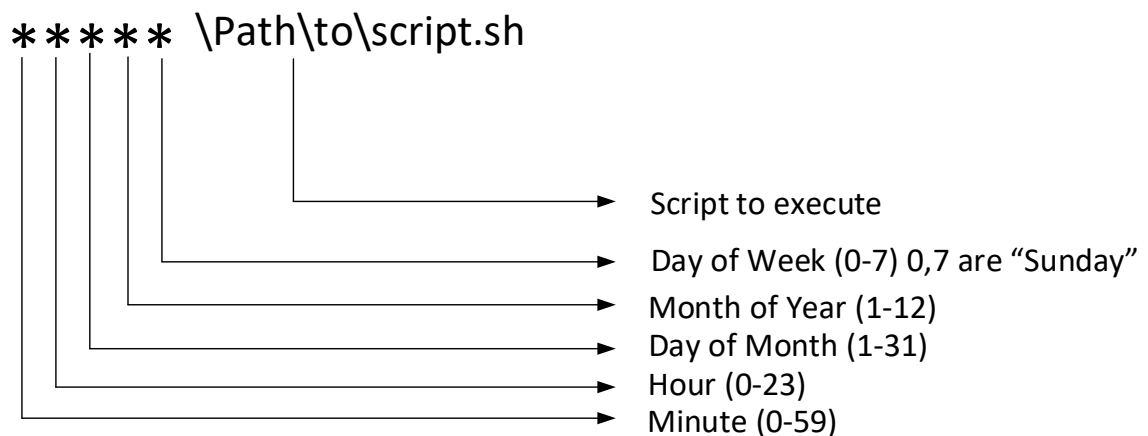 ***** \Path\to\script.sh
Script to execute
Day of Week (0-7) 0,7 are “Sunday”
Month of Year (1-12)
Day of Month (1-31)
Hour (0-23)
Minute (0-59)